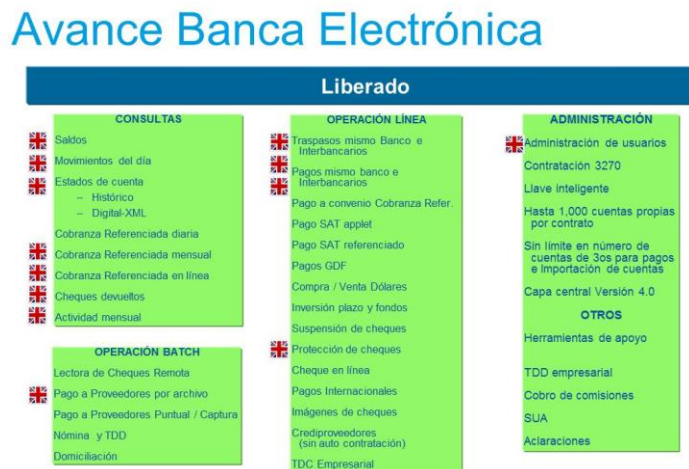 Avance Banca Electrónica
Liberado
CONSULTAS
Saldos
Movimientos del día
Estados de cuenta
– Histórico
– Digital-XML
Cobranza Referenciada diaria
Cobranza Referenciada mensual
Cobranza Referenciada en línea
Cheques devueltos
Actividad mensual
OPERACIÓN BATCH
Lectora de Cheques Remota
Pago a Proveedores por archivo
Pago a Proveedores Puntual / Captura
Nómina y TDD
Domiciliación
OPERACIÓN LÍNEA
Traspasos mismo Banco e
Interbancarios
Pagos mismo banco e
Interbancarios
Pago a convenio Cobranza Refer.
Pago SAT applet
Pago SAT referenciado
Pagos GDF
Compra / Venta Dólares
Inversión plazo y fondos
Suspensión de cheques
Protección de cheques
Cheque en línea
Pagos Internacionales
Imágenes de cheques
Crediproveedores
(sin auto contratación)
TDC Empresarial
ADMINISTRACIÓN
Administración de usuarios
Contratación 3270
Llave inteligente
Hasta 1,000 cuentas propias
por contrato
Sin límite en número de
cuentas de 3os para pagos
e Importación de cuentas
Capa central Versión 4.0
OTROS
Herramientas de apoyo
TDD empresarial
Cobro de comisiones
SUA
Aclaraciones